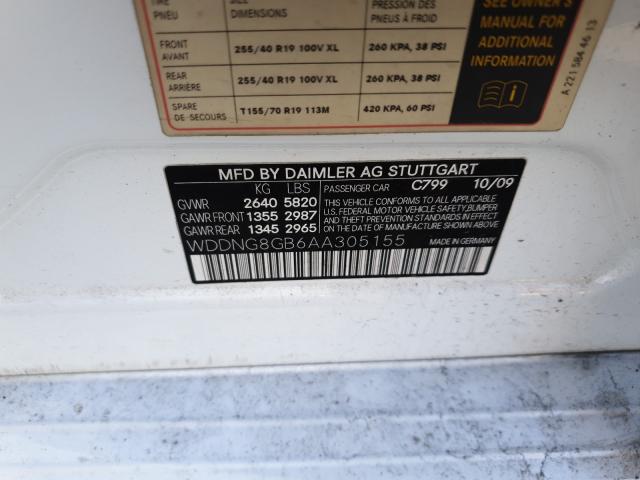 TIRE
PNEU
SIZE
DIMENSIONS
PRESSION DES
PNEUS À FROID
SEE OWNER'S
MANUAL FOR
ADDITIONAL
INFORMATION
FRONT
AVANT
255/40 R19 100V XL
260 KPA, 38 PSI
REAR
ARRIÈRE
255/40 R19 100V XL
260 KPA, 38 PSI
SPARE
DE SECOURS
T155/70 R19 113M
420 KPA, 60 PSI
A 221 584 46 13
MFD BY DAIMLER AG STUTTGART
KG LBS
PASSENGER CAR C799 10/09
GVWR 2640 5820
GAWR FRONT 1355 2987
GAWR REAR 1345 2965
THIS VEHICLE CONFORMS TO ALL APPLICABLE
U.S. FEDERAL MOTOR VEHICLE SAFETY, BUMPER
AND THEFT PREVENTION STANDARDS IN EFFECT
ON THE DATE OF MANUFACTURE SHOWN ABOVE.
WDDNG8GB6AA305155
MADE IN GERMANY